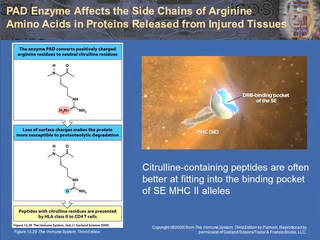 PAD Enzyme Affects the Side Chains of Arginine
Amino Acids in Proteins Released from Injured Tissues
The enzyme PAD converts positively charged
arginine residues to neutral citrulline residues
Loss of surface charges makes the protein
more susceptible to proteolytic degradation
Peptides with citrulline residues are presented
by HLA class II to CD4 T cells
Figure 13.29 The Immune System, 3rd ed. (© Garland Science 2009)
Figure 13.29 The Immune System, Third Edition
DRB-binding pocket
of the SE
MHC (SE)
Citrulline-containing peptides are often
better at fitting into the binding pocket
of SE MHC II alleles
Copyright ©2009 from The Immune System, Third Edition by Parham. Reproduced by
permission of Garland Science/Taylor & Francis Books, LLC.